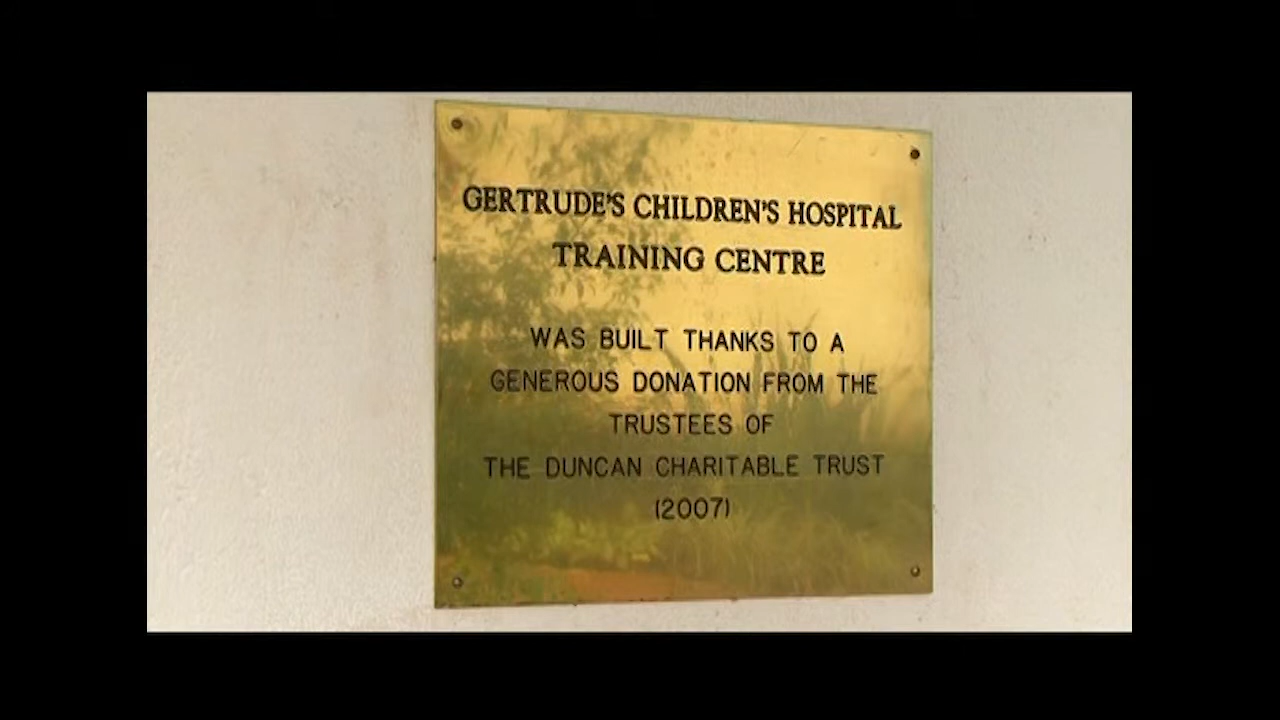 GERTRUDE'S CHILDREN'S HOSPITAL
TRAINING CENTRE
WAS BUILT THANKS TO A
GENEROUS DONATION FROM THE
TRUSTEES OF
THE DUNCAN CHARITABLE TRUST
(2007)